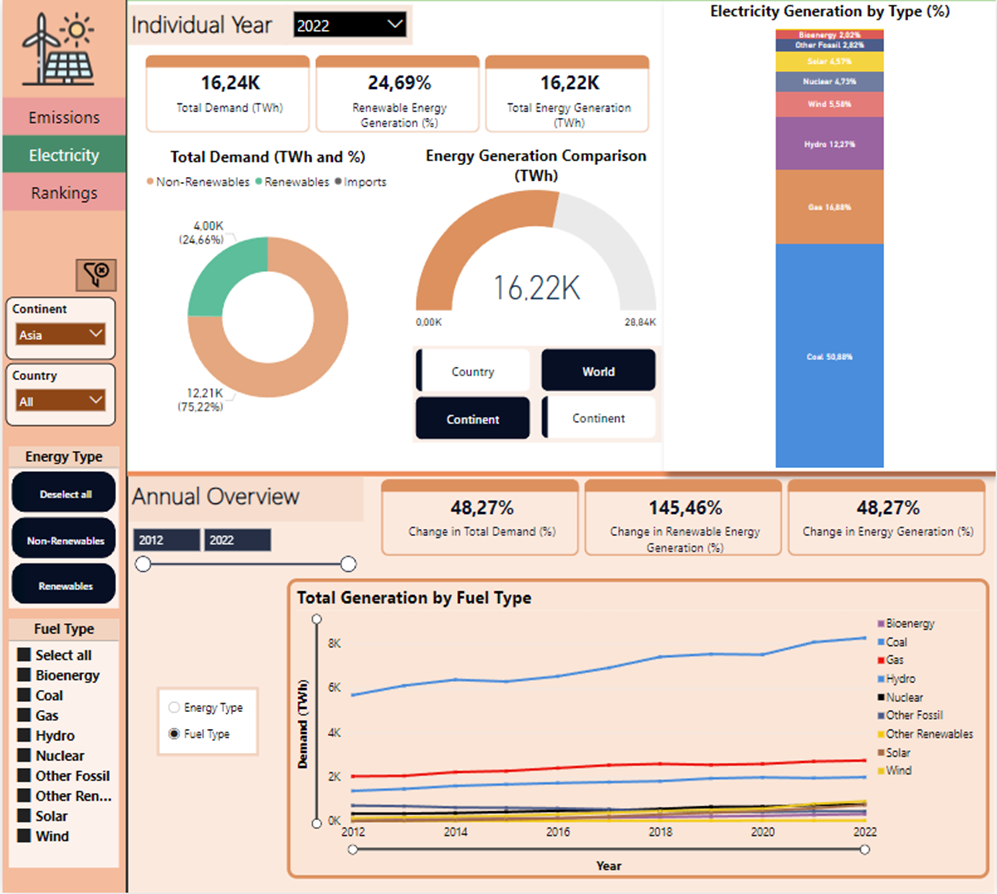 Individual Year
2022
Emissions
Electricity
Rankings
Continent
Asia
Country
All
Energy Type
Deselect all
Non-Renewables
Renewables
Fuel Type
Select all
Bioenergy
Coal
Gas
Hydro
Nuclear
Other Fossil
Other Ren...
Solar
Wind
16,24K
Total Demand (TWh)
24,69%
Renewable Energy
Generation (%)
16,22K
Total Energy Generation
(TWh)
Total Demand (TWh and %)
Non-Renewables Renewables Imports
4,00K
(24,66%)
12,21K
(75,22%)
Energy Generation Comparison
(TWh)
16,22K
0,00K
28,84K
Country
World
Continent
Continent
Electricity Generation by Type (%)
Bioenergy 2,02%
Other Fossil 2,82%
Solar 4,57%
Nuclear 4,73%
Wind 5,58%
Hydro 12,27%
Gas 16,88%
Coal 50,88%
Annual Overview
2012
2022
48,27%
Change in Total Demand (%)
145,46%
Change in Renewable Energy
Generation (%)
48,27%
Change in Energy Generation (%)
Energy Type
Fuel Type
Total Generation by Fuel Type
Demand (TWh)
8K
6K
4K
2K
0K
2012 2014 2016 2018 2020 2022
Year
Bioenergy
Coal
Gas
Hydro
Nuclear
Other Fossil
Other Renewables
Solar
Wind